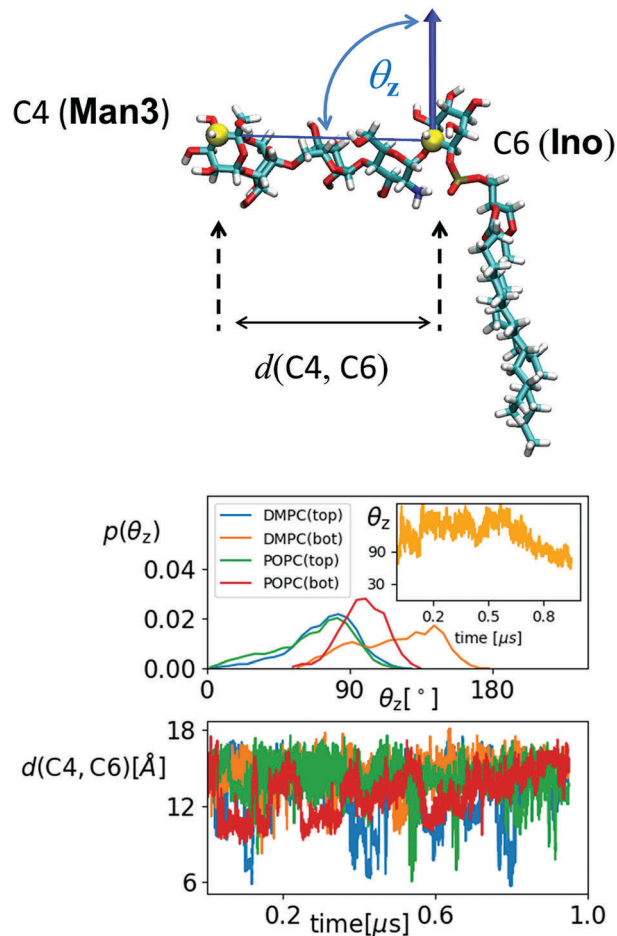 θz
C4 (Man3)
C6 (Ino)
d(C4, C6)
p(θz)
DMPC(top)
DMPC(bot)
POPC(top)
POPC(bot)
θz
90
30
0.2 0.5 0.8
time [μs]
0.04
0.02
0.00
0 90 180
θz[°]
d(C4, C6)[Å]
18
12
6
0.2 0.6 1.0
time[μs]